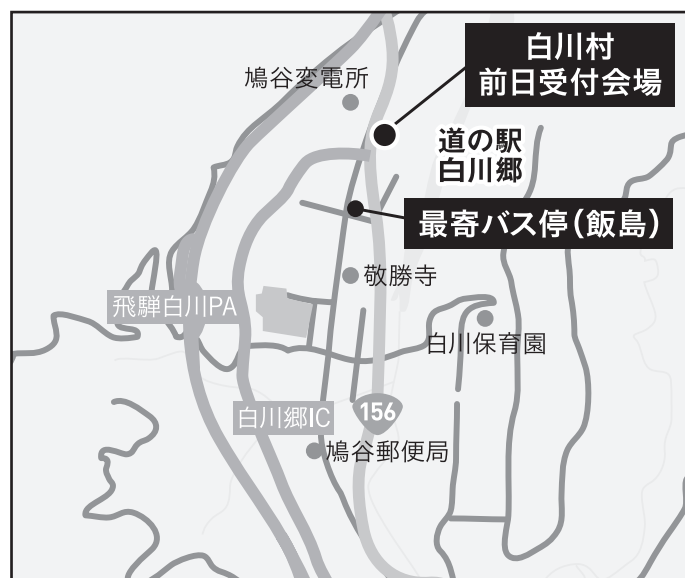 白川村
前日受付会場
鳩谷変電所
道の駅
白川郷
最寄バス停(飯島)
敬勝寺
飛騨白川PA
白川保育園
白川郷IC
156
鳩谷郵便局